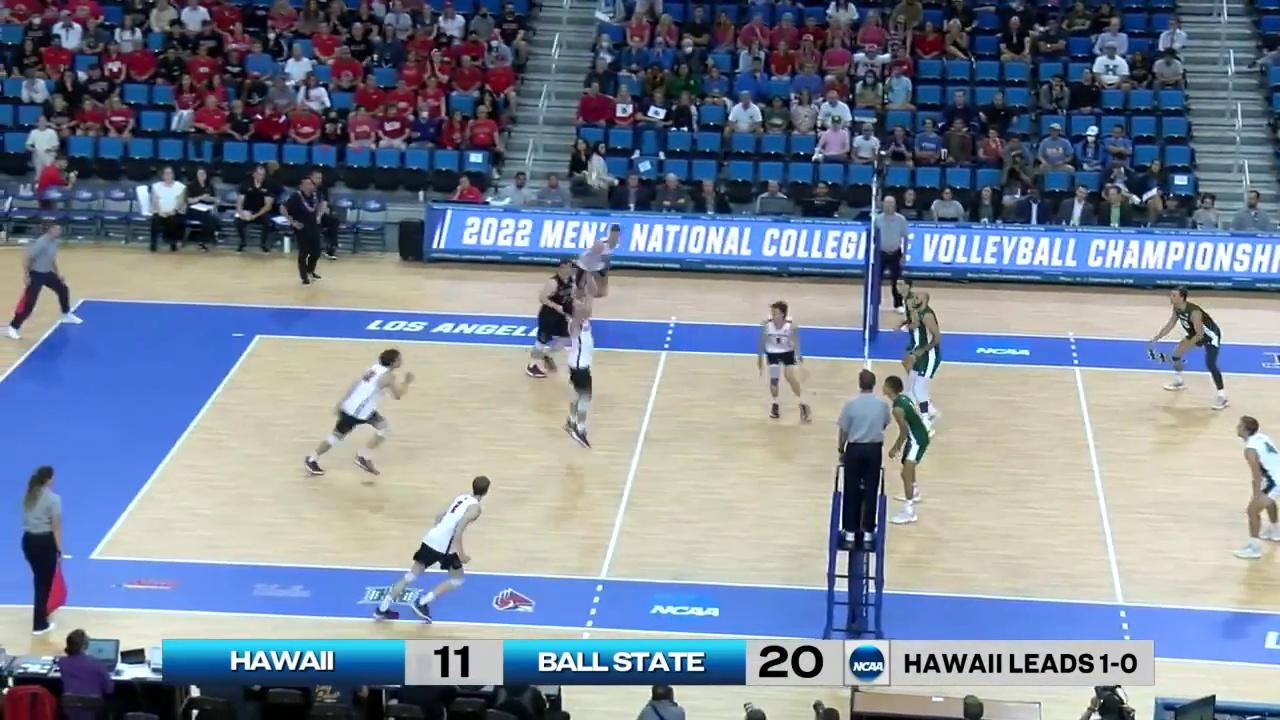 2022 MEN'S NATIONAL COLLEGIATE VOLLEYBALL CHAMPIONSHI
LOS ANGEL
NCAA
NCAA
HAWAII 11 BALL STATE 20 NCAA HAWAII LEADS 1-0